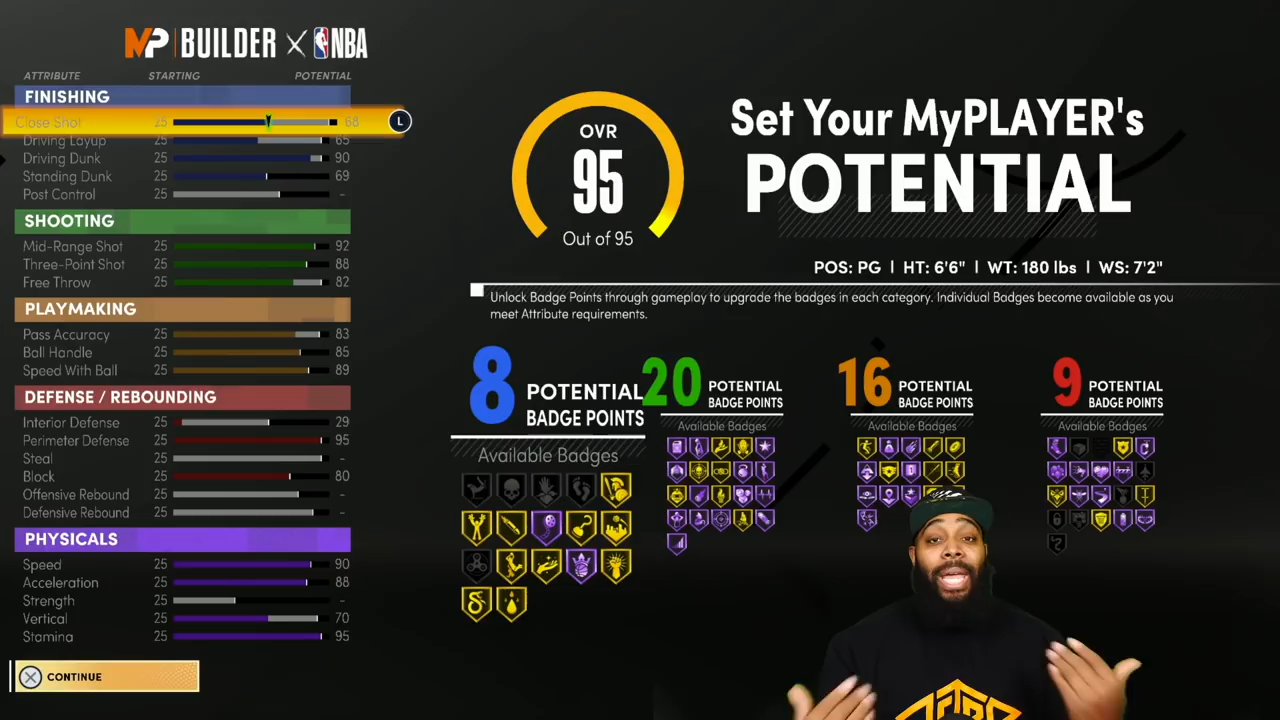 MP | BUILDER X NBA
ATTRIBUTE STARTING POTENTIAL
FINISHING
Close Shot 25 68 L
Driving Layup 25 65
Driving Dunk 25 90
Standing Dunk 25 69
Post Control 25 -
SHOOTING
Mid-Range Shot 25 92
Three-Point Shot 25 88
Free Throw 25 82
PLAYMAKING
Pass Accuracy 25 83
Ball Handle 25 85
Speed With Ball 25 89
DEFENSE / REBOUNDING
Interior Defense 25 29
Perimeter Defense 25 95
Steal 25 -
Block 25 80
Offensive Rebound 25 -
Defensive Rebound 25 -
PHYSICALS
Speed 25 90
Acceleration 25 88
Strength 25 -
Vertical 25 70
Stamina 25 95
CONTINUE
OVR
95
Out of 95
Set Your MyPLAYER's
POTENTIAL
POS: PG | HT: 6'6" | WT: 180 lbs | WS: 7'2"
Unlock Badge Points through gameplay to upgrade the badges in each category. Individual Badges become available as you
meet Attribute requirements.
8 POTENTIAL BADGE POINTS
Available Badges
20 POTENTIAL BADGE POINTS
Available Badges
16 POTENTIAL BADGE POINTS
Available Badges
9 POTENTIAL BADGE POINTS
Available Badges